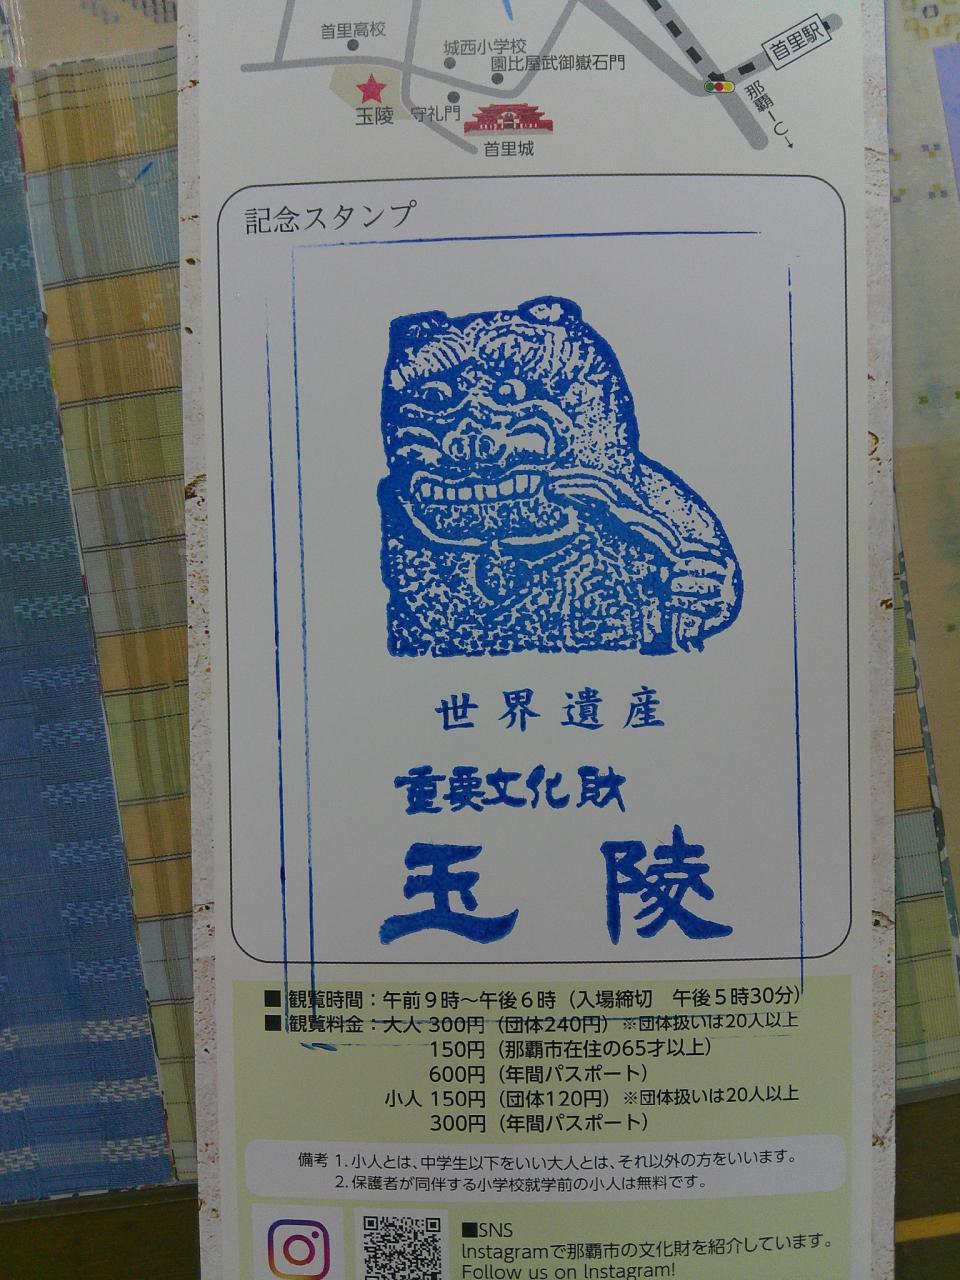 首里高校
城西小学校
園比屋武御嶽石門
首里駅
那覇IC→
玉陵
守礼門
首里城
記念スタンプ
世界遺産
重要文化財
玉陵
■観覧時間：午前9時～午後6時（入場締切　午後5時30分）
■観覧料金：大人 300円（団体240円）※団体扱いは20人以上
150円（那覇市在住の65才以上）
600円（年間パスポート）
小人 150円（団体120円）※団体扱いは20人以上
300円（年間パスポート）
備考 1.小人とは、中学生以下をいい大人とは、それ以外の方をいいます。
2.保護者が同伴する小学校就学前の小人は無料です。
■SNS
Instagramで那覇市の文化財を紹介しています。
Follow us on Instagram!